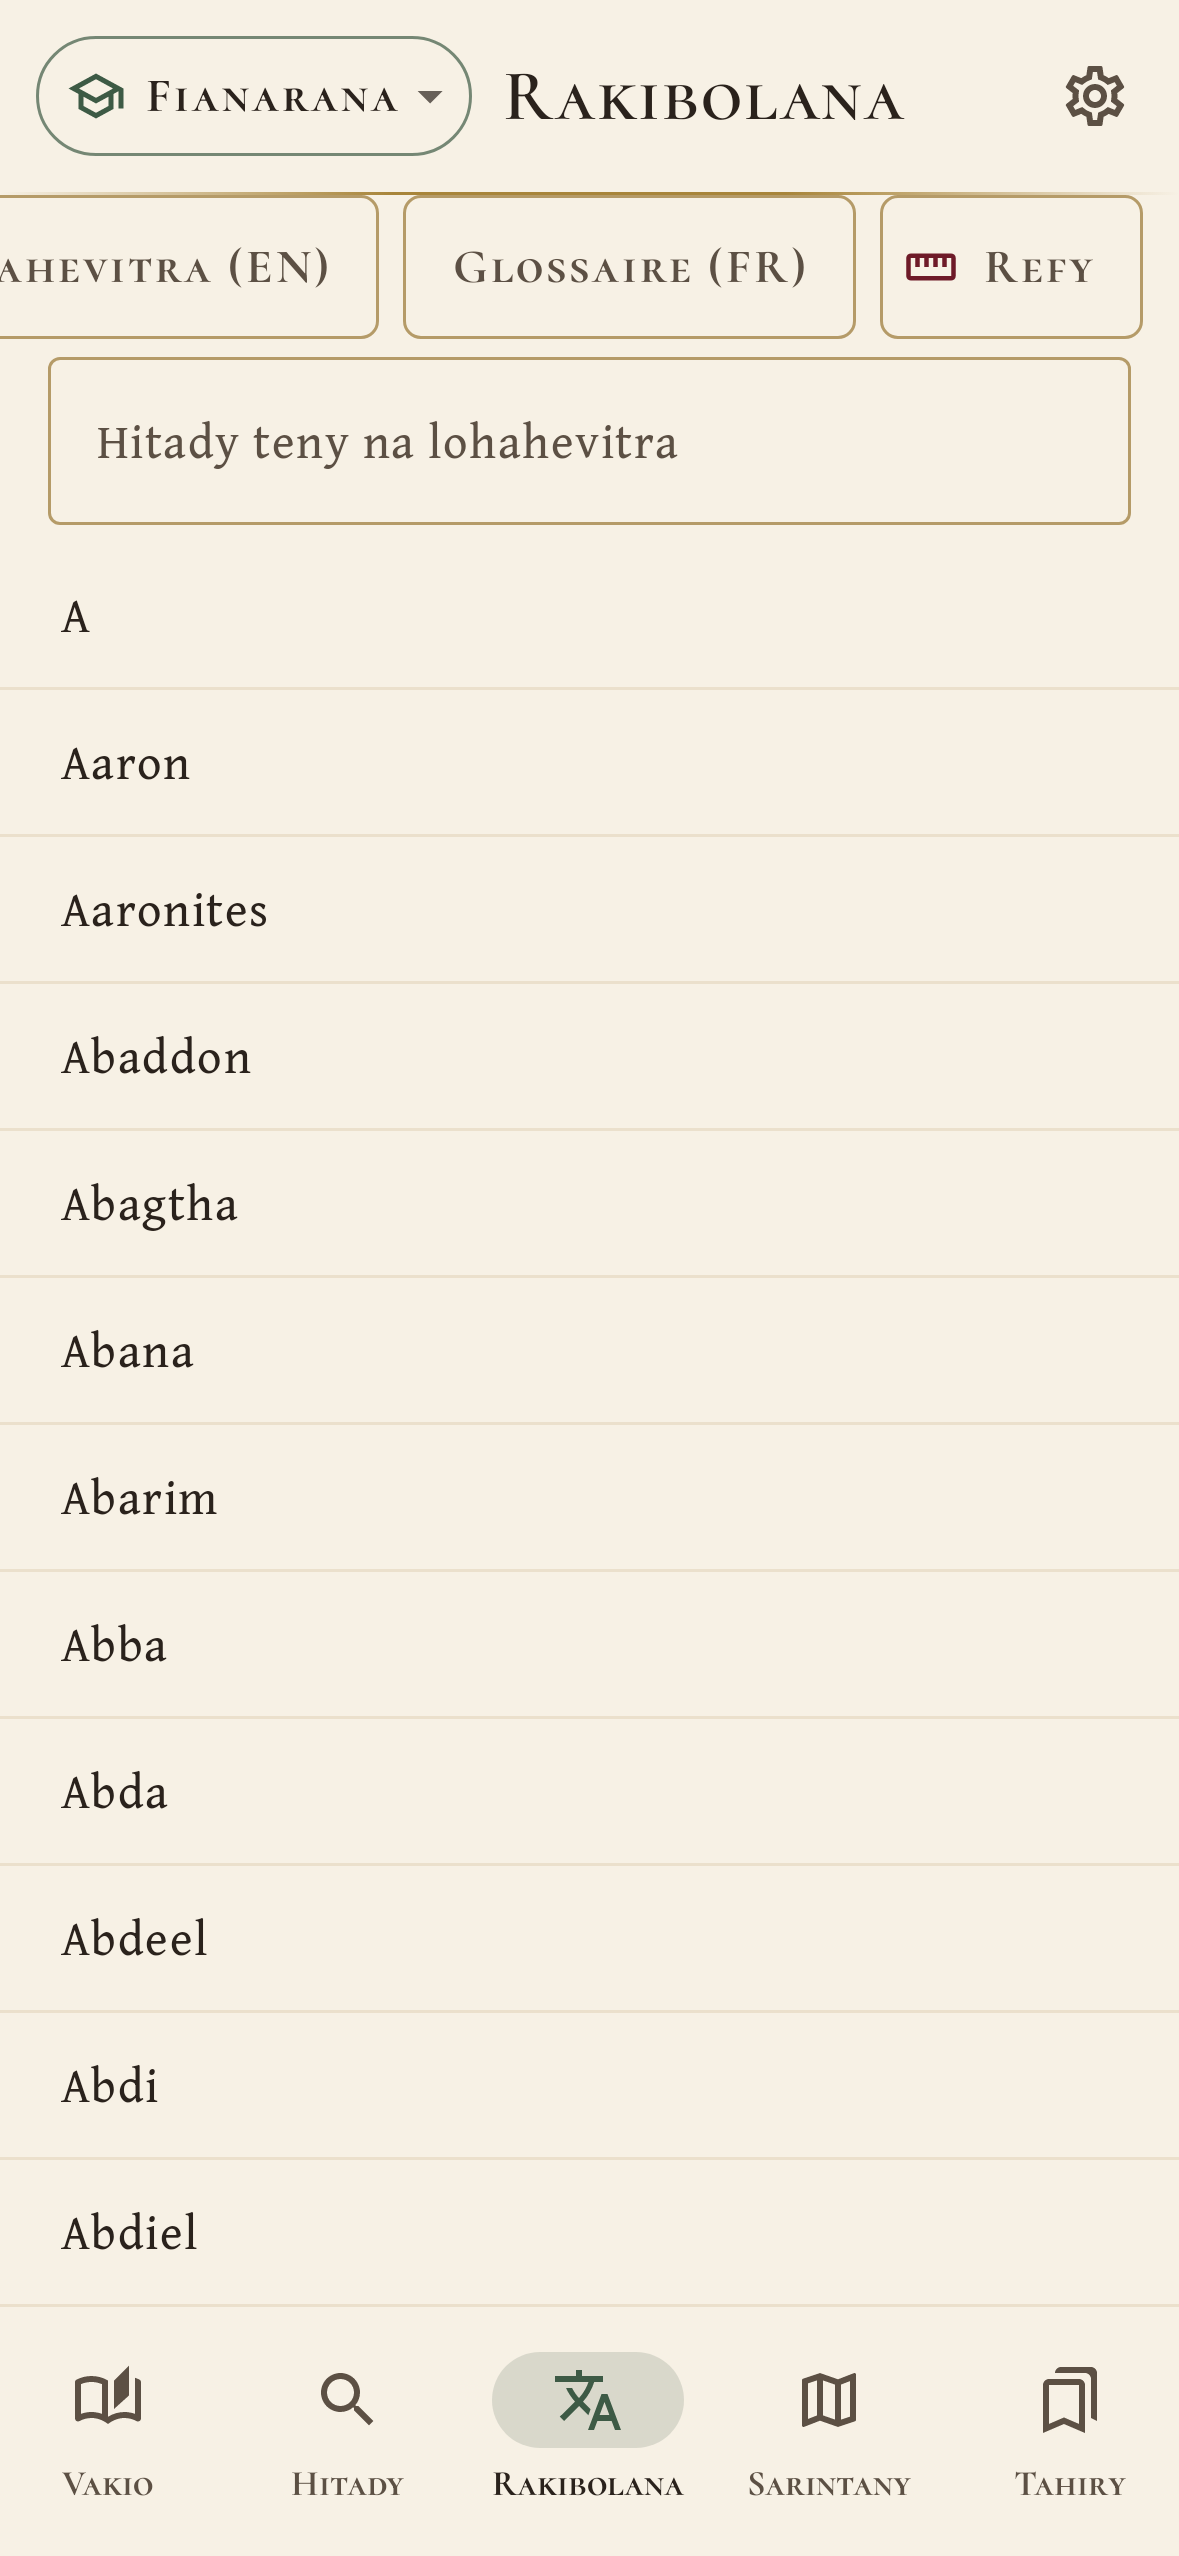 Fianarana
Rakibolana
ahevitra (EN)
Glossaire (FR)
Refy
Hitady teny na lohahevitra
A
Aaron
Aaronites
Abaddon
Abagtha
Abana
Abarim
Abba
Abda
Abdeel
Abdi
Abdiel
Vakio
Hitady
Rakibolana
Sarintany
Tahiry